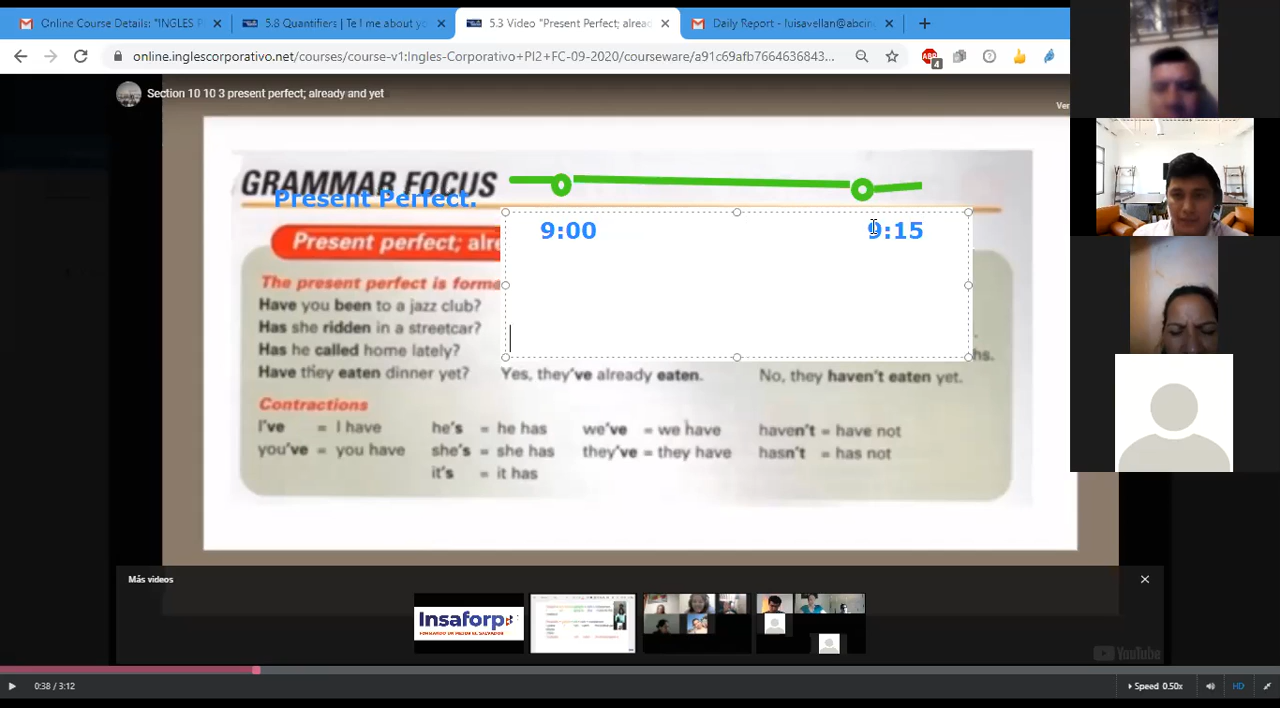 Online Course Details: "INGLES P
5.8 Quantifiers | Te l me about yo
5.3 Video "Present Perfect; alread
Daily Report - luisavellan@abcin
online.inglescorporativo.net/courses/course-v1:Ingles-Corporativo+PI2+FC-09-2020/courseware/a91c69afb7664636843...
ABP
4
Section 10 10 3 present perfect; already and yet
Ver
GRAMMAR FOCUS
Present Perfect.
9:00 9:15
Present perfect; alre
The present perfect is forme
Have you been to a jazz club?
Has she ridden in a streetcar?
Has he called home lately?
hs.
Have they eaten dinner yet? Yes, they've already eaten. No, they haven't eaten yet.
Contractions
I've = I have he's = he has we've = we have haven't = have not
you've = you have she's = she has they've = they have hasn't = has not
it's = it has
Más videos
Insaforp
YouTube
0:38 / 3:12 Speed 0.50x HD